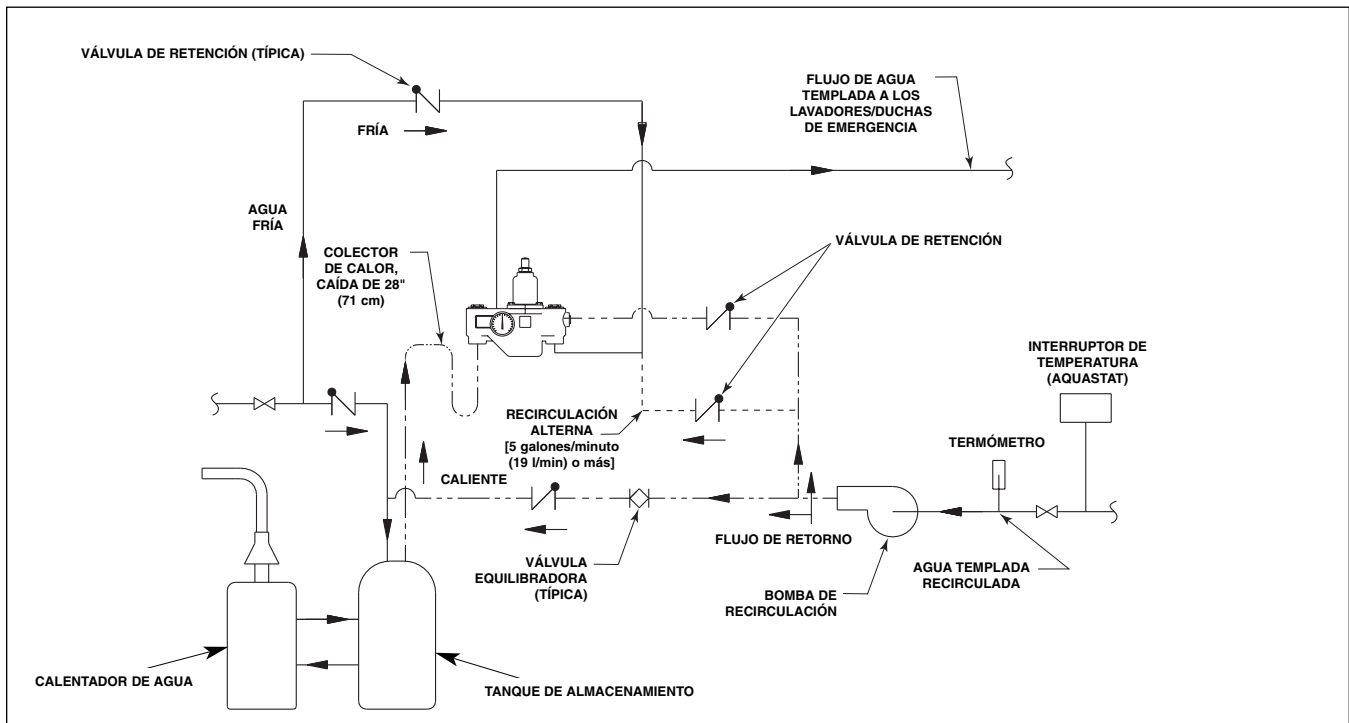 VÁLVULA DE RETENCIÓN (TÍPICA)
FLUJO DE AGUA
TEMPLADA A LOS
LAVADORES/DUCHAS
DE EMERGENCIA
FRÍA
AGUA
FRÍA
COLECTOR
DE CALOR,
CAÍDA DE 28"
(71 cm)
VÁLVULA DE RETENCIÓN
INTERRUPTOR DE
TEMPERATURA
(AQUASTAT)
RECIRCULACIÓN
ALTERNA
[5 galones/minuto
(19 l/min) o más]
TERMÓMETRO
CALIENTE
FLUJO DE RETORNO
VÁLVULA
EQUILIBRADORA
(TÍPICA)
AGUA TEMPLADA
RECIRCULADA
BOMBA DE
RECIRCULACIÓN
CALENTADOR DE AGUA
TANQUE DE ALMACENAMIENTO